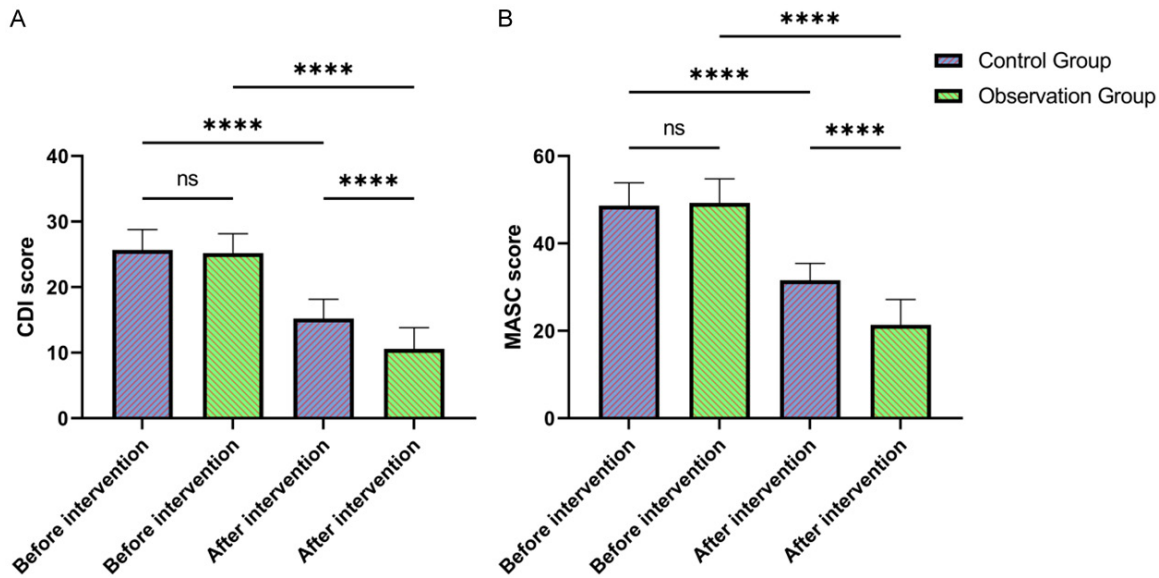 A
B
****
****
****
****
ns
****
ns
****
Control Group
Observation Group
CDI score
40
30
20
10
0
Before intervention
Before intervention
After intervention
After intervention
MASC score
60
40
20
0
Before intervention
Before intervention
After intervention
After intervention